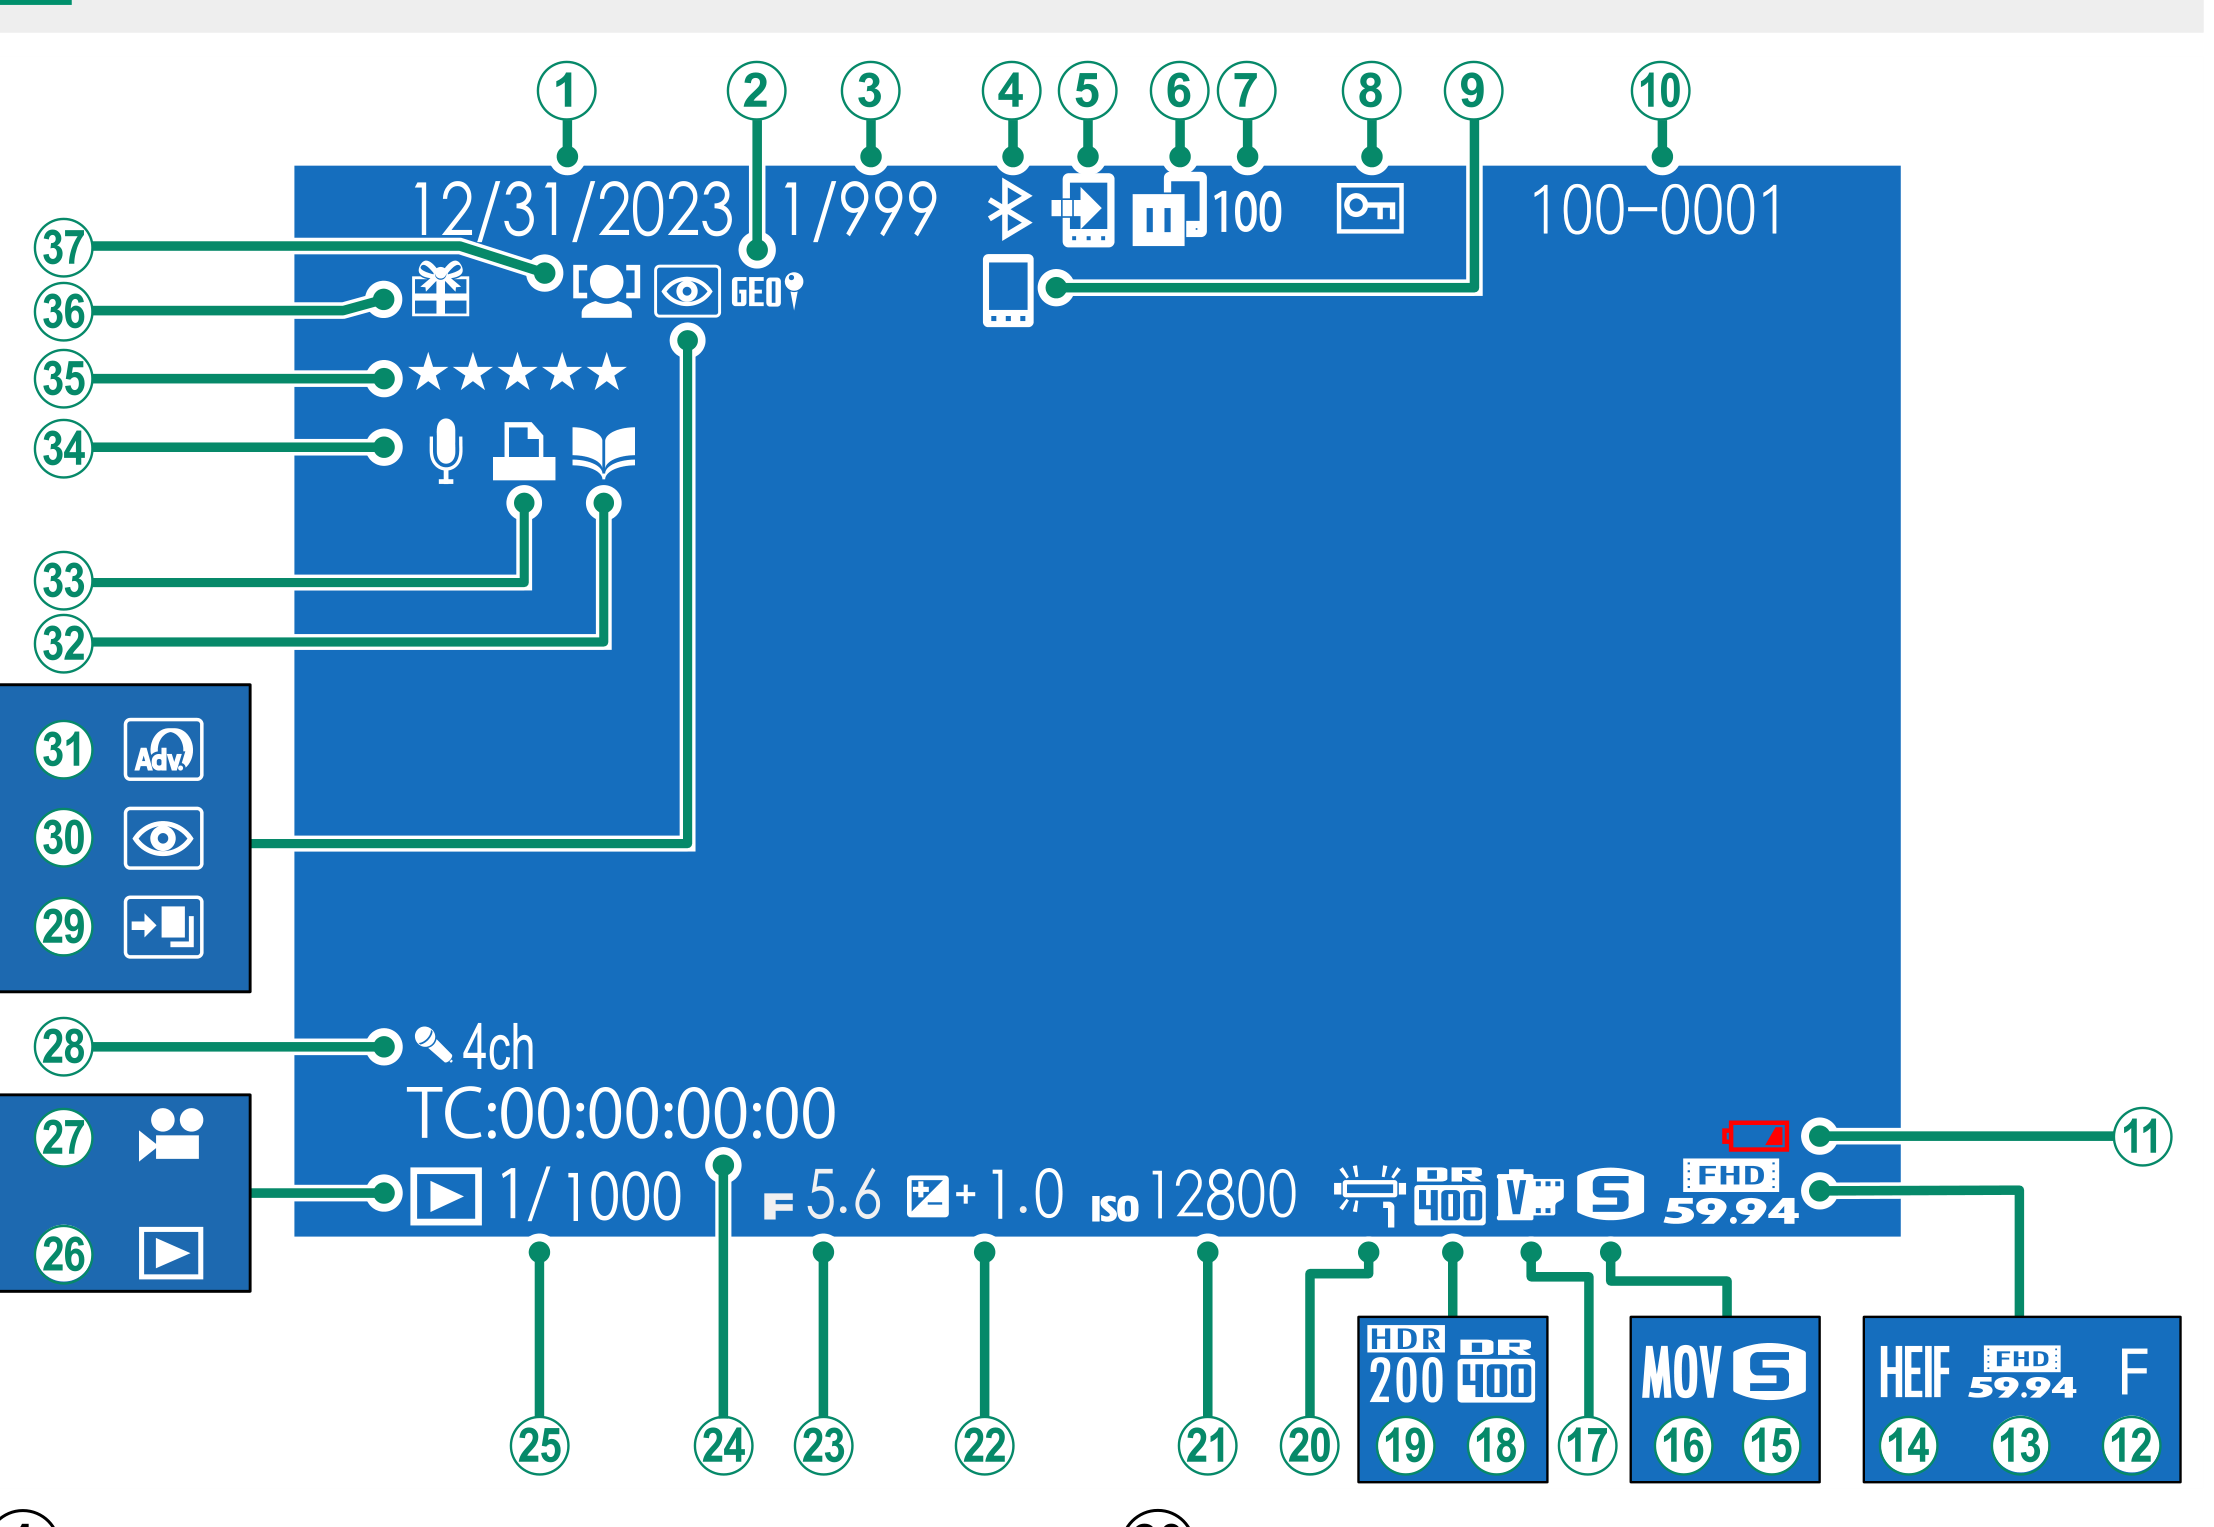 1 2 3 4 5 6 7 8 9 10
12/31/2023 1/999 100 100-0001
37
GEO
36
35
34
33
32
31 Adv.
30
29
28 4ch
TC:00:00:00:00
27
11
FHD
1/1000 F 5.6 +1.0 ISO 12800 DR 400 V S 59.94
26
HDR 200 DR 400 MOV S HEIF FHD 59.94 F
25 24 23 22 21 20 19 18 17 16 15 14 13 12